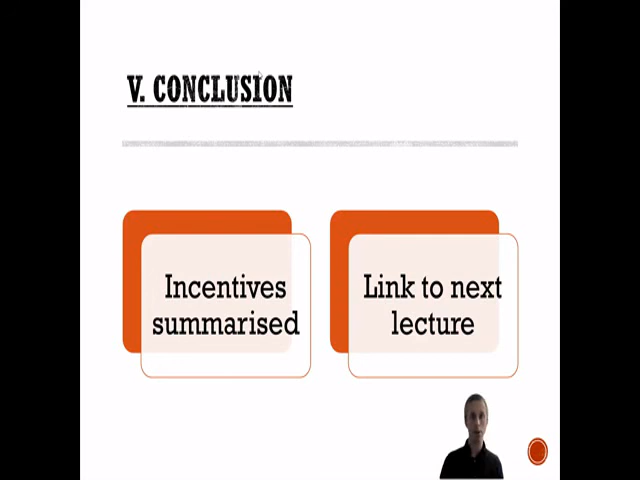 V. CONCLUSION
Incentives
summarised
Link to next
lecture